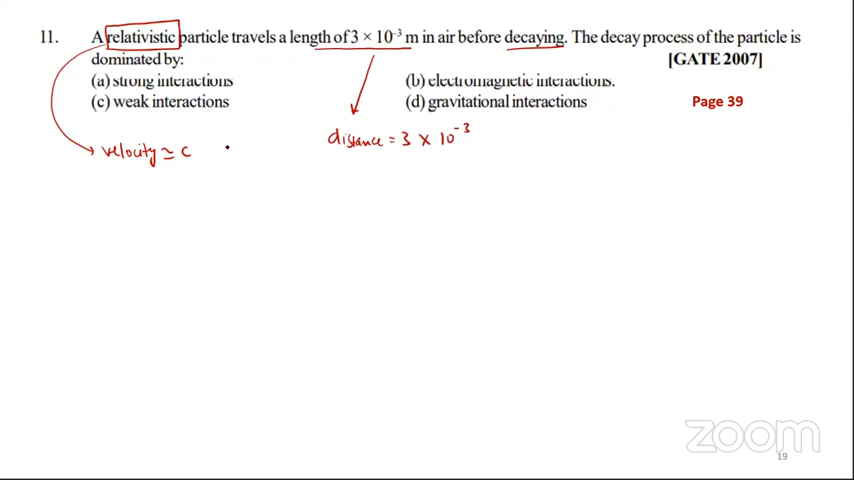 11. A relativistic particle travels a length of 3 × 10⁻³ m in air before decaying. The decay process of the particle is
dominated by: [GATE 2007]
(a) strong interactions (b) electromagnetic interactions.
(c) weak interactions (d) gravitational interactions Page 39
velocity ≃ c distance = 3 × 10⁻³
zoom
19